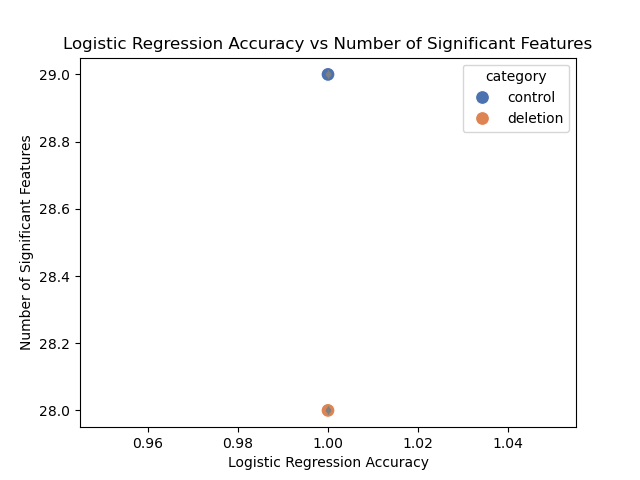 Logistic Regression Accuracy vs Number of Significant Features
29.0
28.8
28.6
28.4
28.2
28.0
Number of Significant Features
category
control
deletion
0.96
0.98
1.00
1.02
1.04
Logistic Regression Accuracy